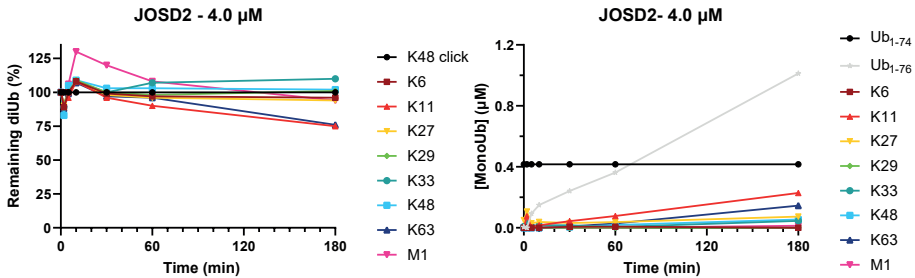 JOSD2 - 4.0 µM
Remaining diUb (%)
125
100
75
50
25
0
0
60
120
180
Time (min)
K48 click
K6
K11
K27
K29
K33
K48
K63
M1
JOSD2- 4.0 µM
[MonoUb] (µM)
1.2
0.8
0.4
0.0
0
60
120
180
Time (min)
Ub1-74
Ub1-76
K6
K11
K27
K29
K33
K48
K63
M1